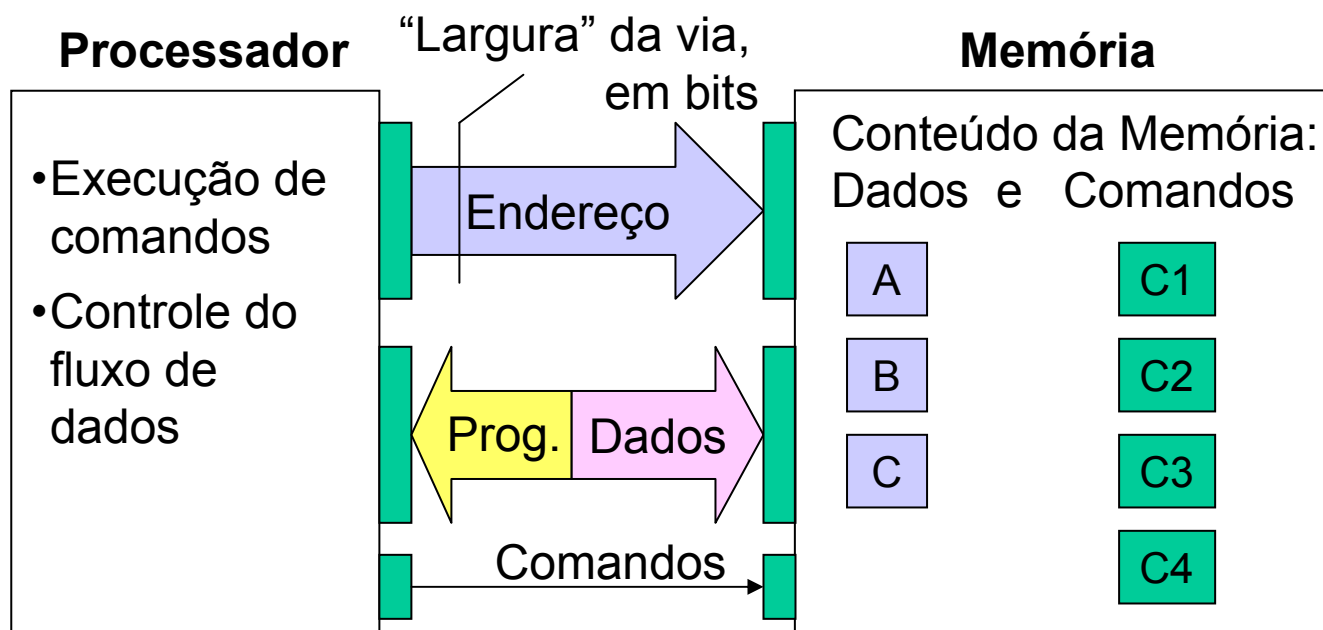 Processador
“Largura” da via,
em bits
Memória
•Execução de
comandos
•Controle do
fluxo de
dados
Endereço
Prog.
Dados
Comandos
Conteúdo da Memória:
Dados e Comandos
A
C1
B
C2
C
C3
C4